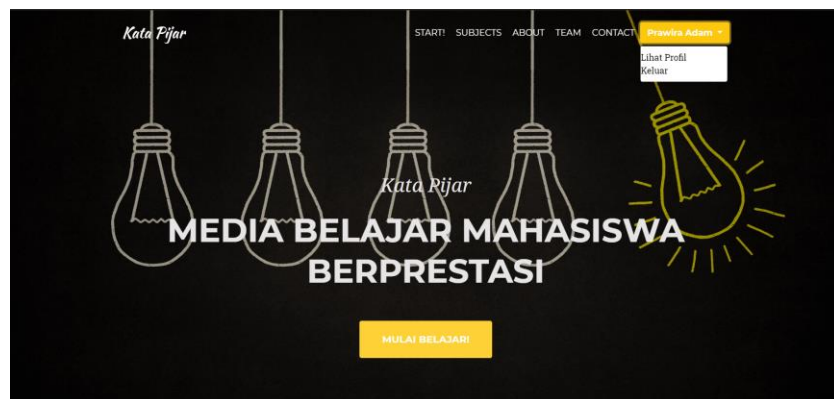 Kata Pijar
START! SUBJECTS ABOUT TEAM CONTACT Prawira Adam
Lihat Profil
Keluar
Kata Pijar
MEDIA BELAJAR MAHASISWA
BERPRESTASI
MULAI BELAJAR!